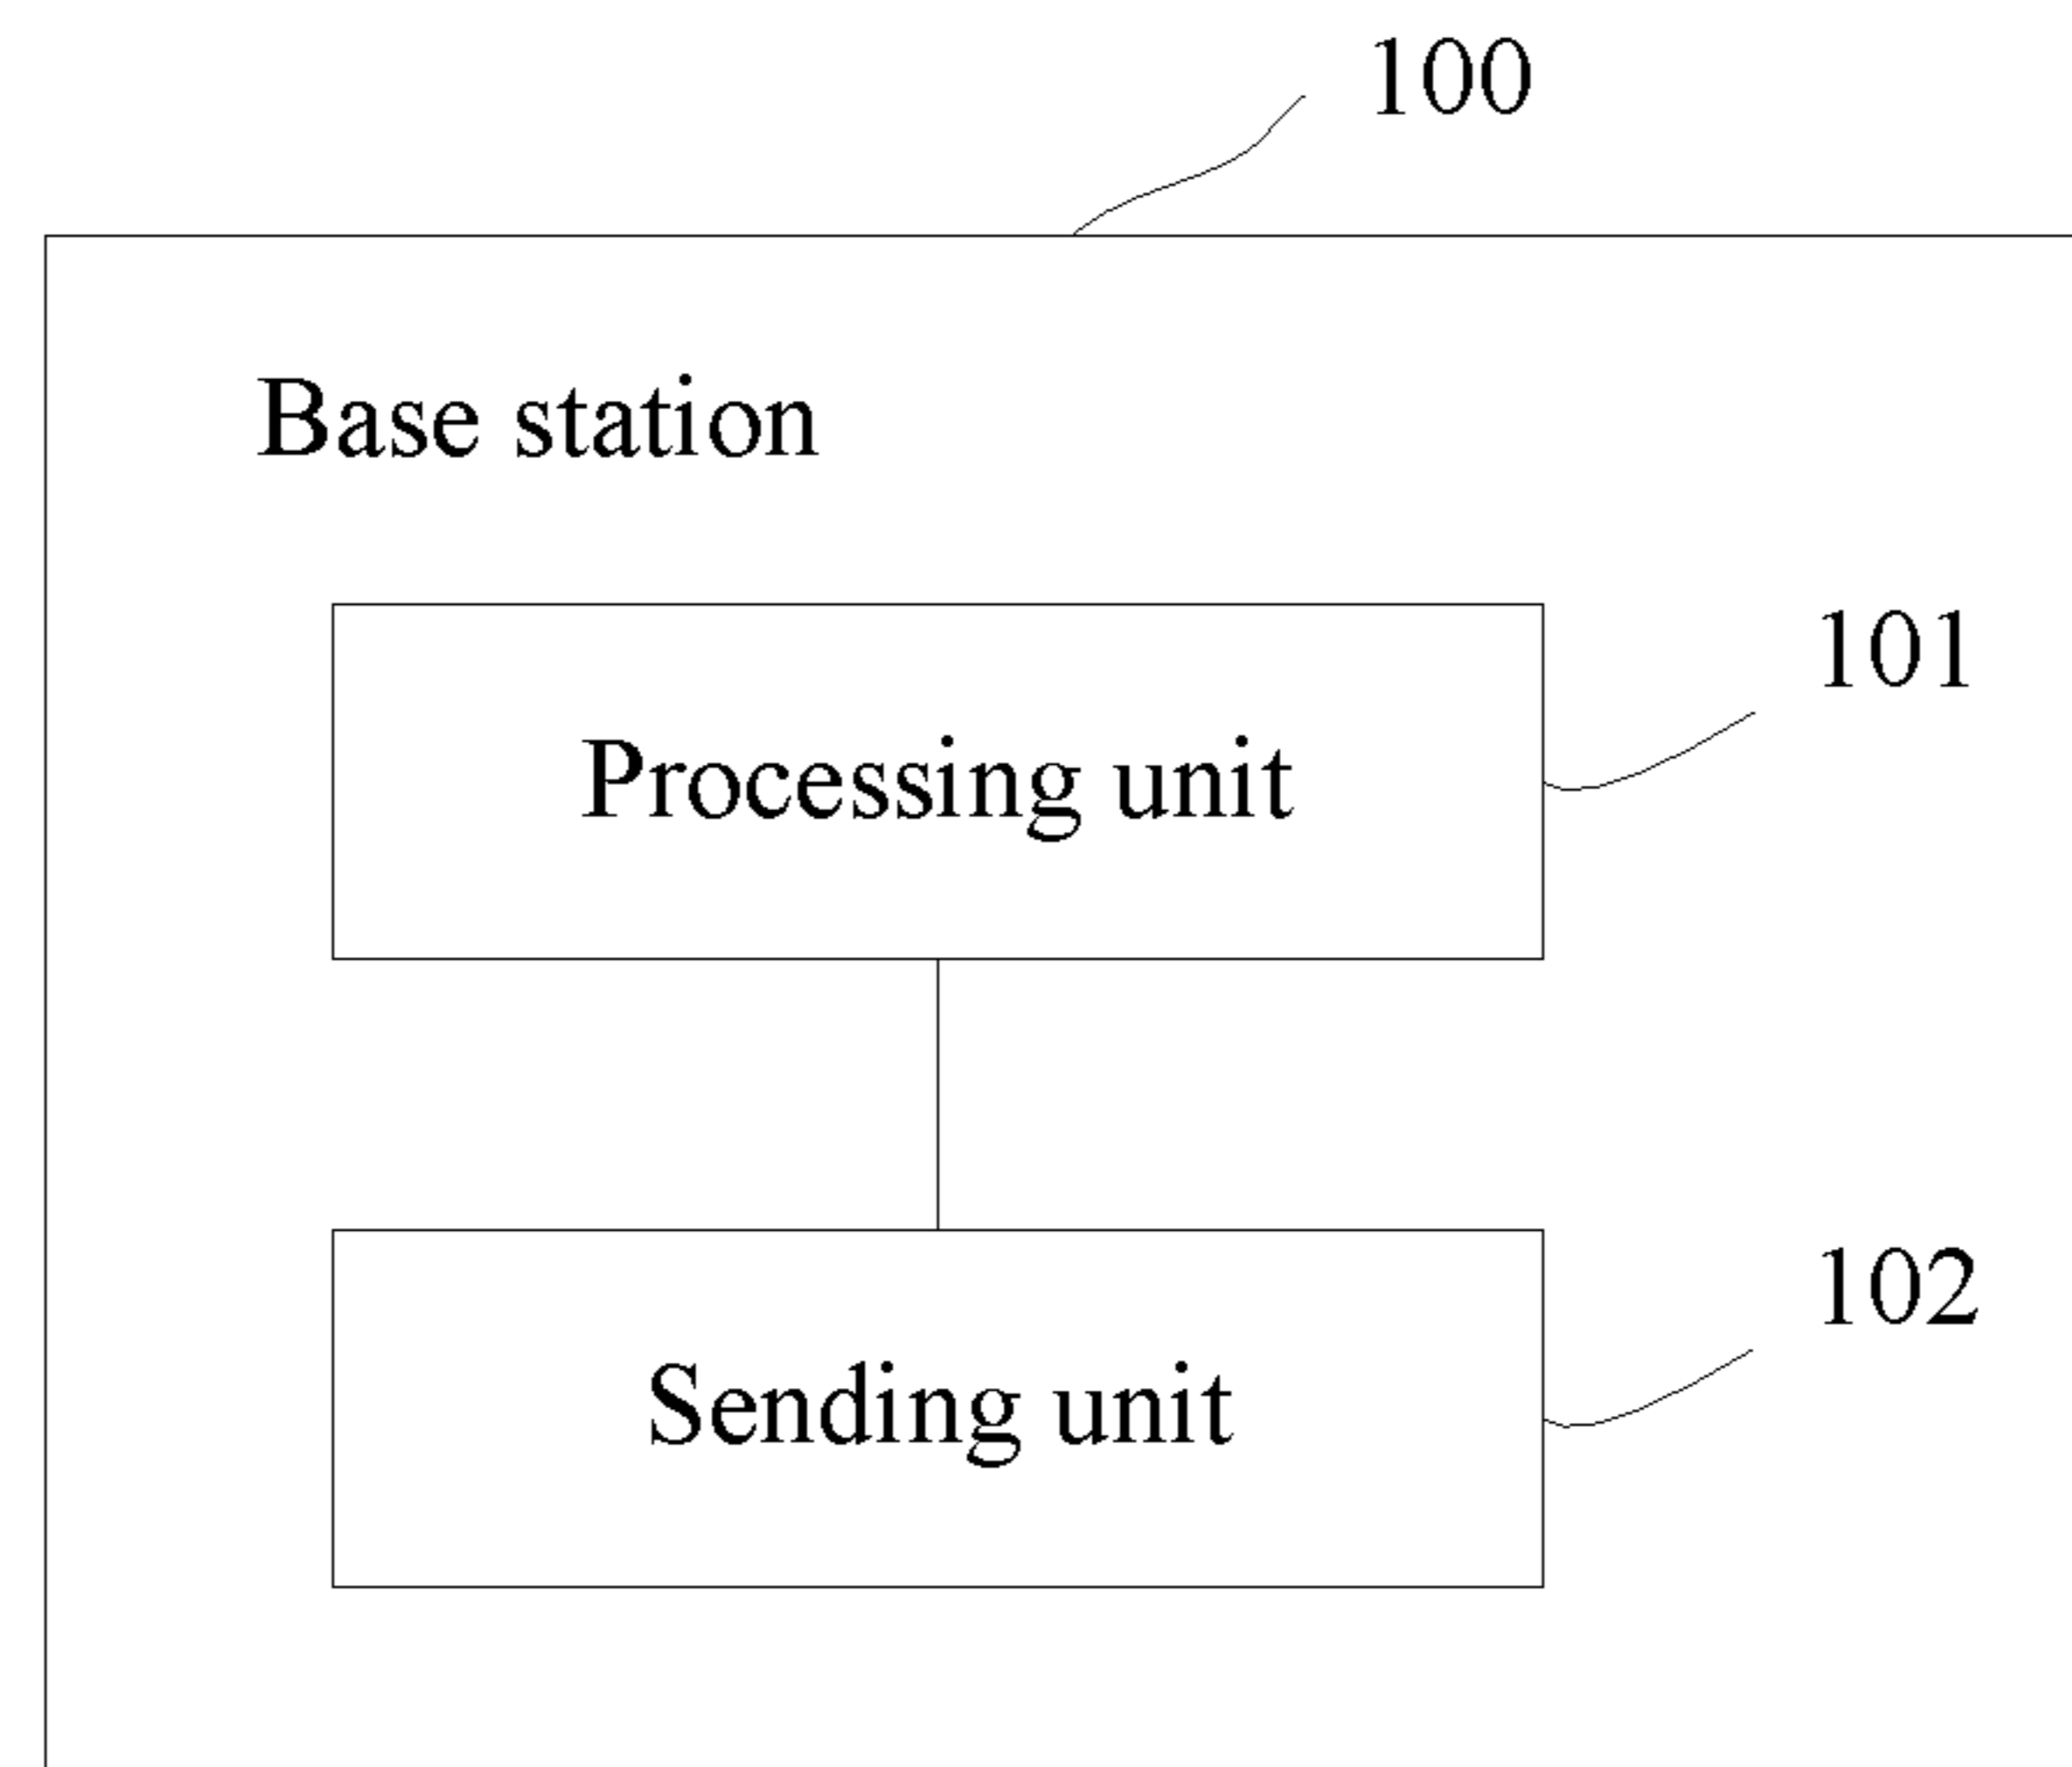 100
Base station
101
Processing unit
102
Sending unit